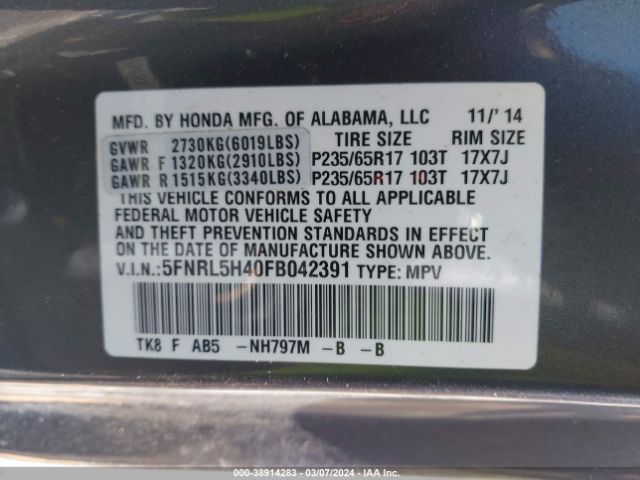 MFD. BY HONDA MFG. OF ALABAMA, LLC 11/' 14
GVWR 2730KG(6019LBS) TIRE SIZE RIM SIZE
GAWR F 1320KG(2910LBS) P235/65R17 103T 17X7J
GAWR R 1515KG(3340LBS) P235/65R17 103T 17X7J
THIS VEHICLE CONFORMS TO ALL APPLICABLE
FEDERAL MOTOR VEHICLE SAFETY
AND THEFT PREVENTION STANDARDS IN EFFECT
ON THE DATE OF MANUFACTURE SHOWN ABOVE.
V.I.N.:5FNRL5H40FB042391 TYPE: MPV
TK8 F AB5 -NH797M -B -B
000-38914283 - 03/07/2024 - IAA Inc.